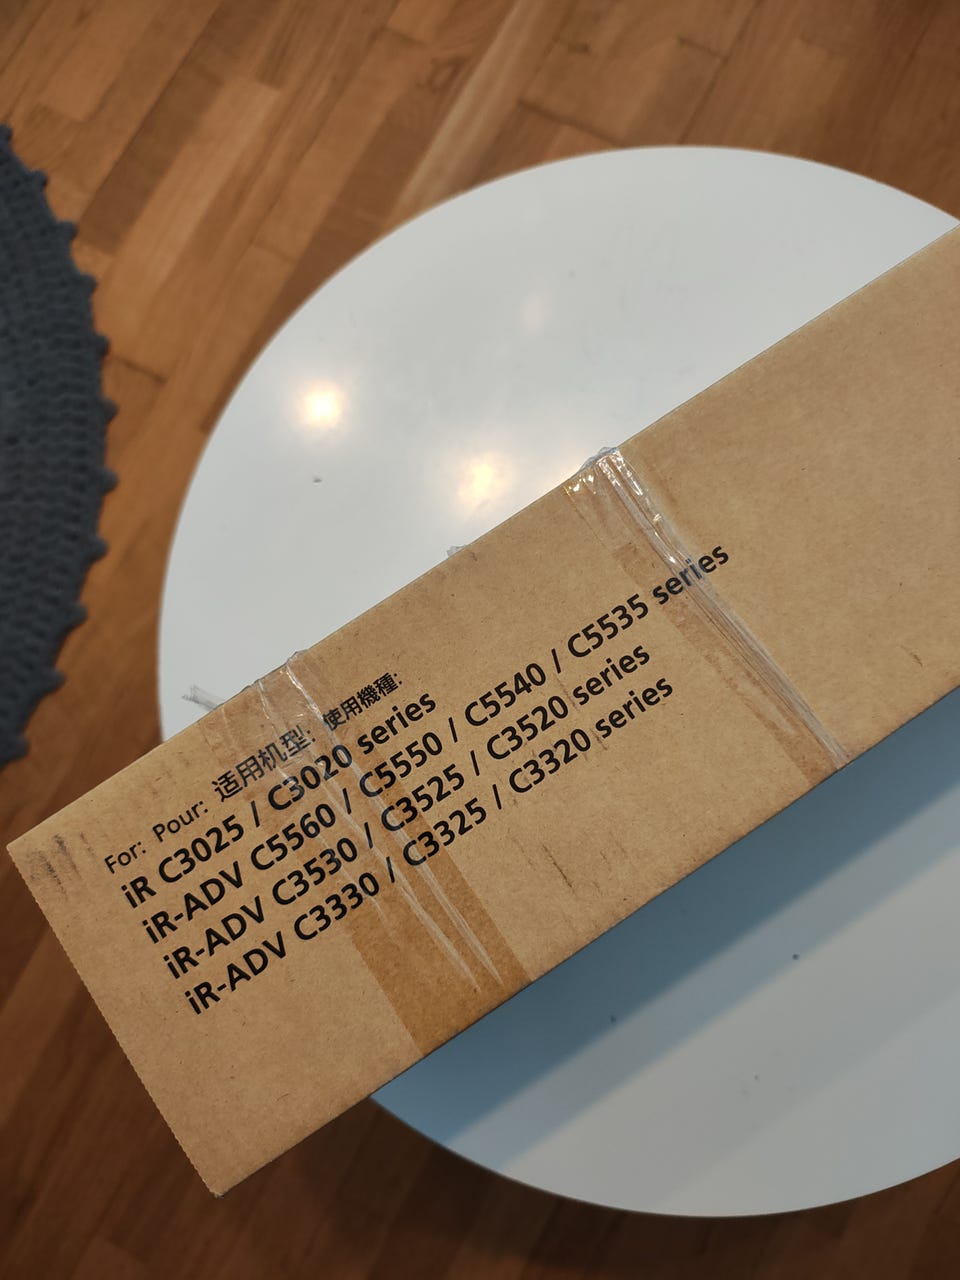 For: Pour: 适用机型: 使用機種:
iR C3025 / C3020 series
iR-ADV C5560 / C5550 / C5540 / C5535 series
iR-ADV C3530 / C3525 / C3520 series
iR-ADV C3330 / C3325 / C3320 series